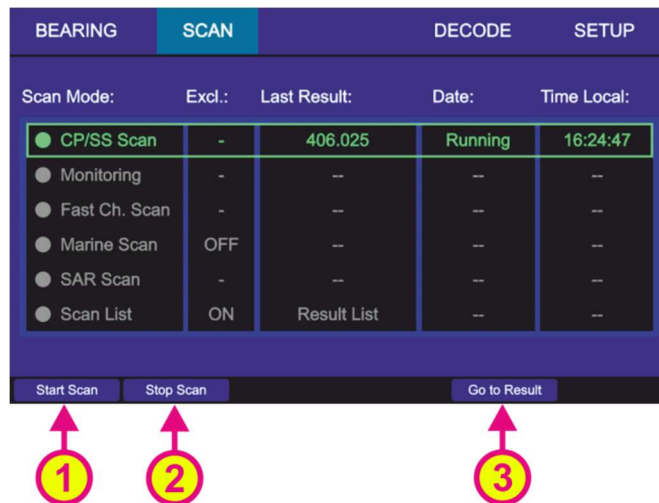 BEARING SCAN DECODE SETUP
Scan Mode: Excl.: Last Result: Date: Time Local:
CP/SS Scan - 406.025 Running 16:24:47
Monitoring - -- -- --
Fast Ch. Scan - -- -- --
Marine Scan OFF -- -- --
SAR Scan - -- -- --
Scan List ON Result List -- --
Start Scan Stop Scan Go to Result
1 2 3